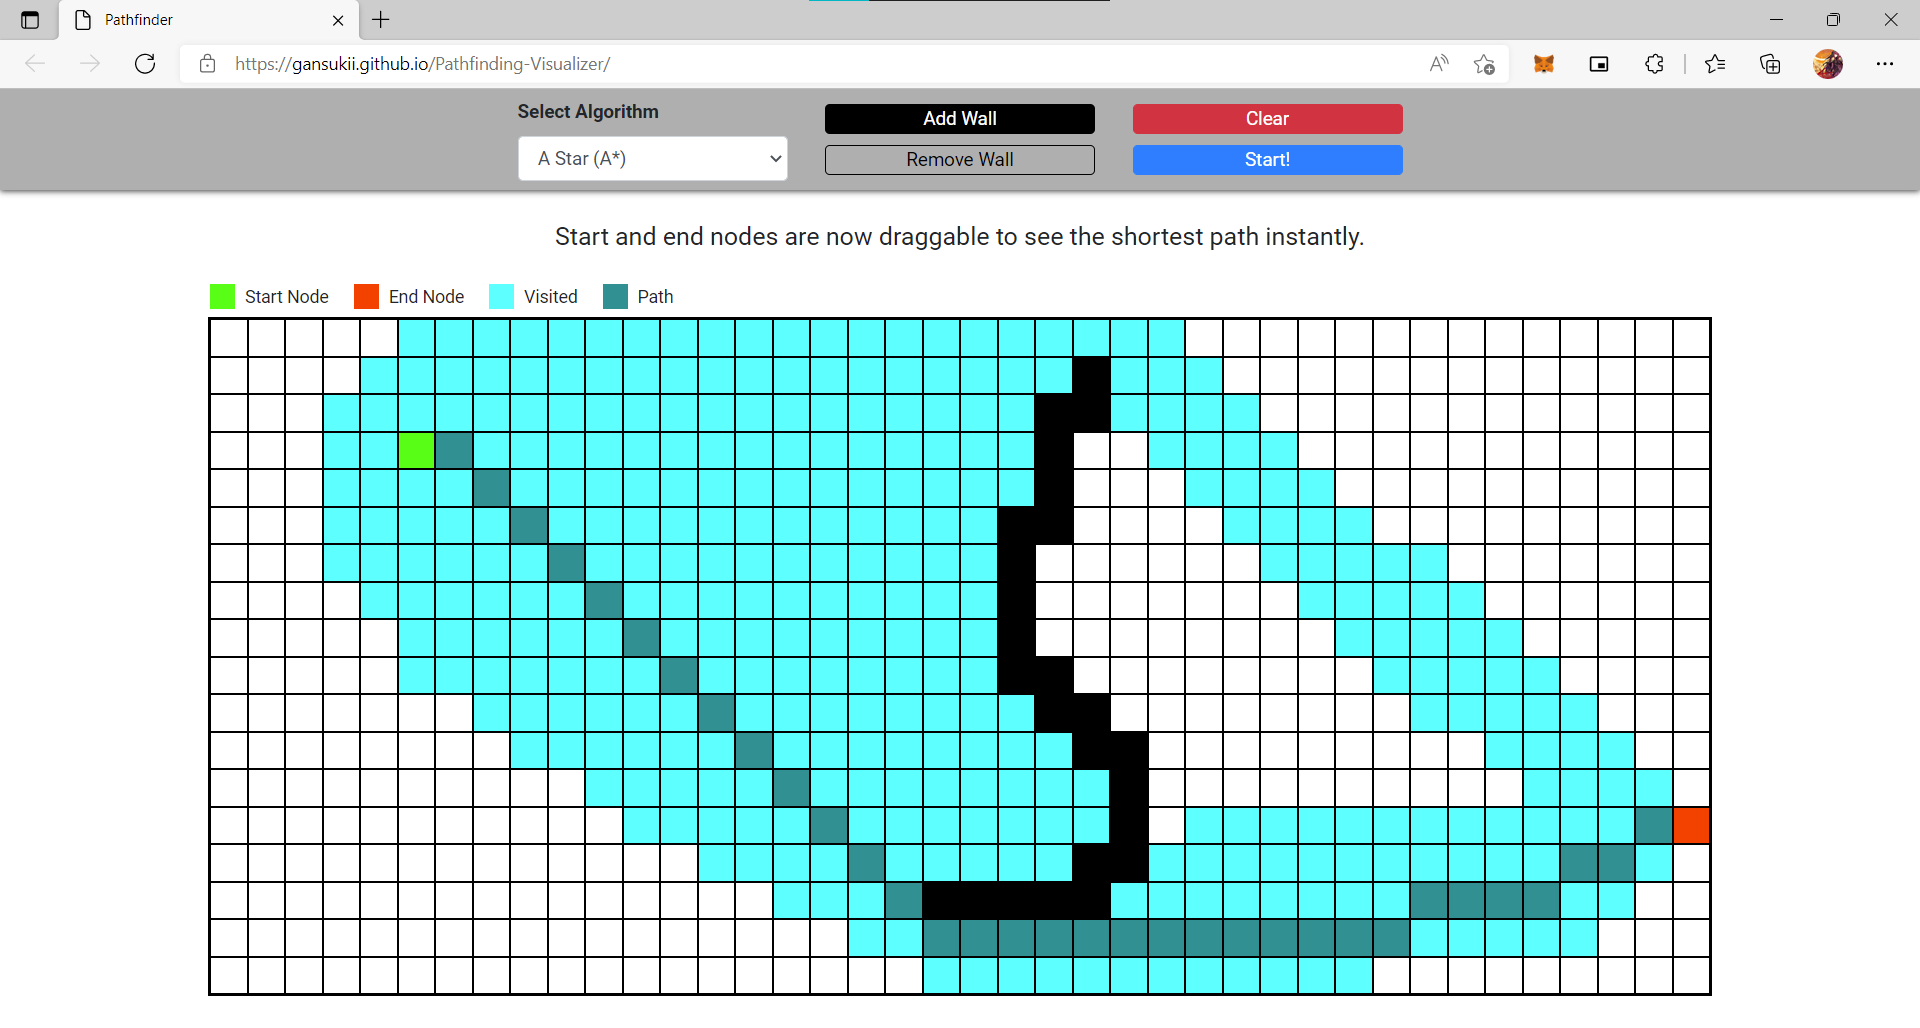 Pathfinder
https://gansukii.github.io/Pathfinding-Visualizer/
Select Algorithm
A Star (A*)
Add Wall
Remove Wall
Clear
Start!
Start and end nodes are now draggable to see the shortest path instantly.
Start Node
End Node
Visited
Path